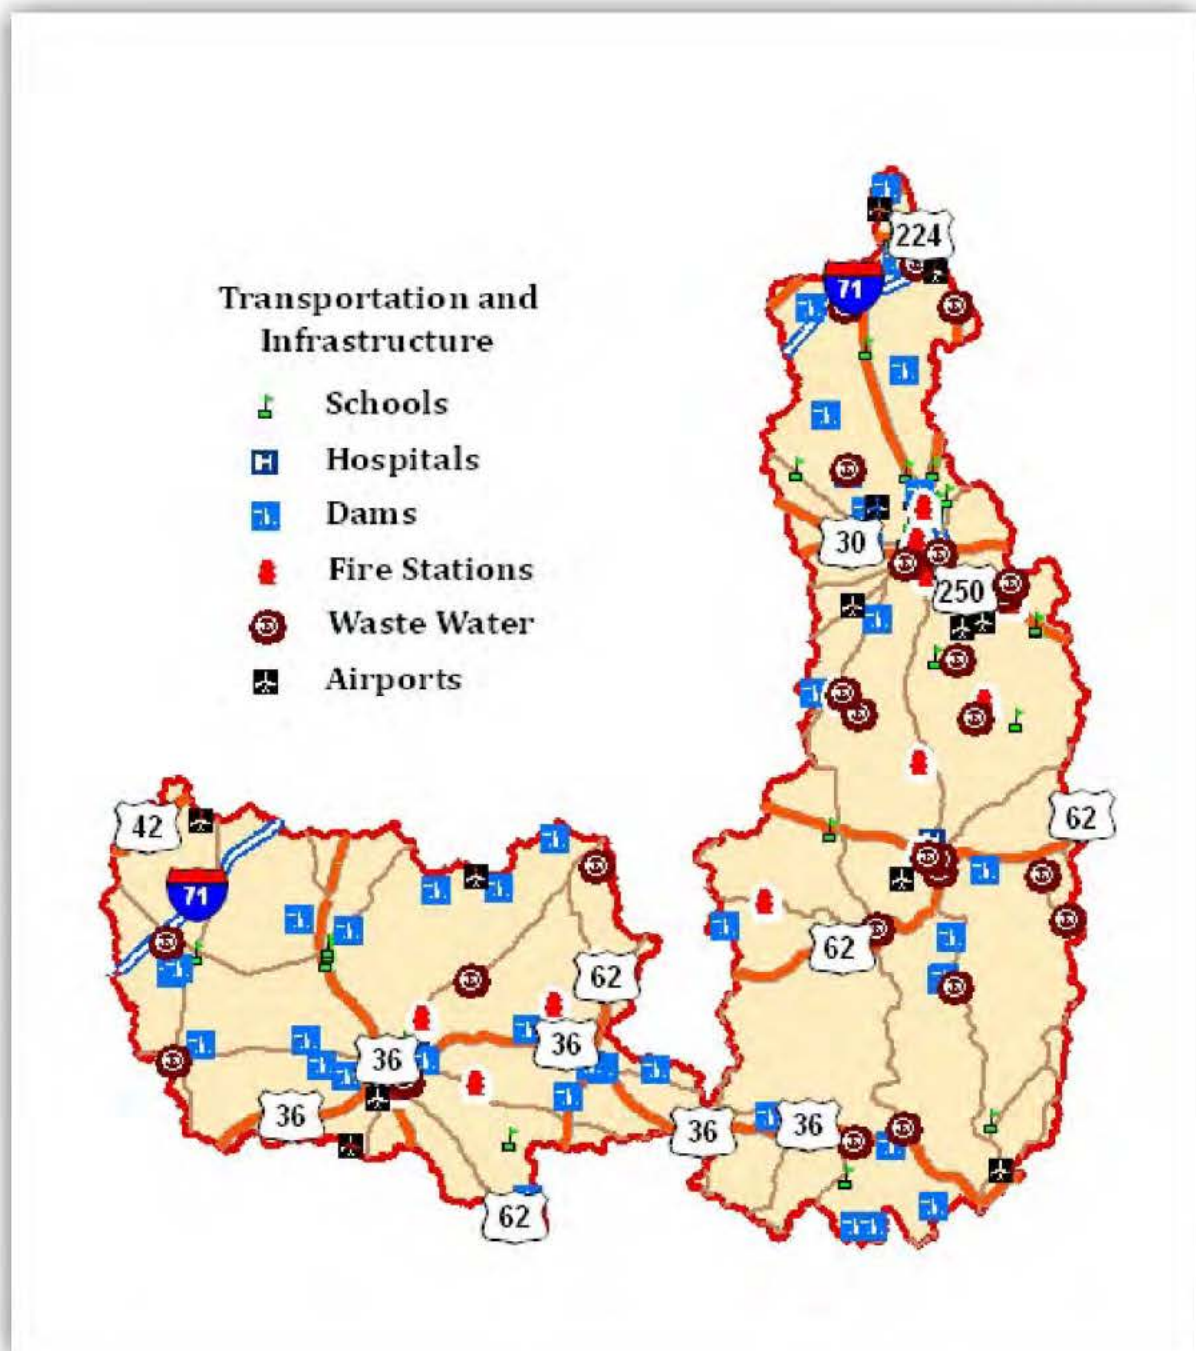 224
71
Transportation and
Infrastructure
Schools
Hospitals
Dams
Fire Stations
Waste Water
Airports
30
250
42
62
71
62
62
36
36
36
36
36
62